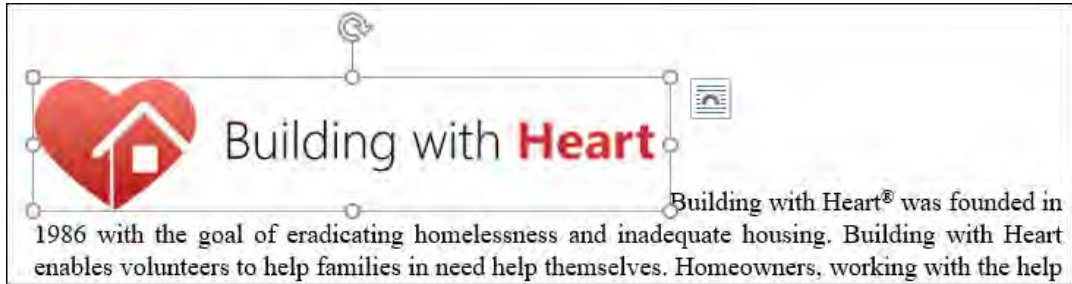 Building with Heart
Building with Heart® was founded in
1986 with the goal of eradicating homelessness and inadequate housing. Building with Heart
enables volunteers to help families in need help themselves. Homeowners, working with the help